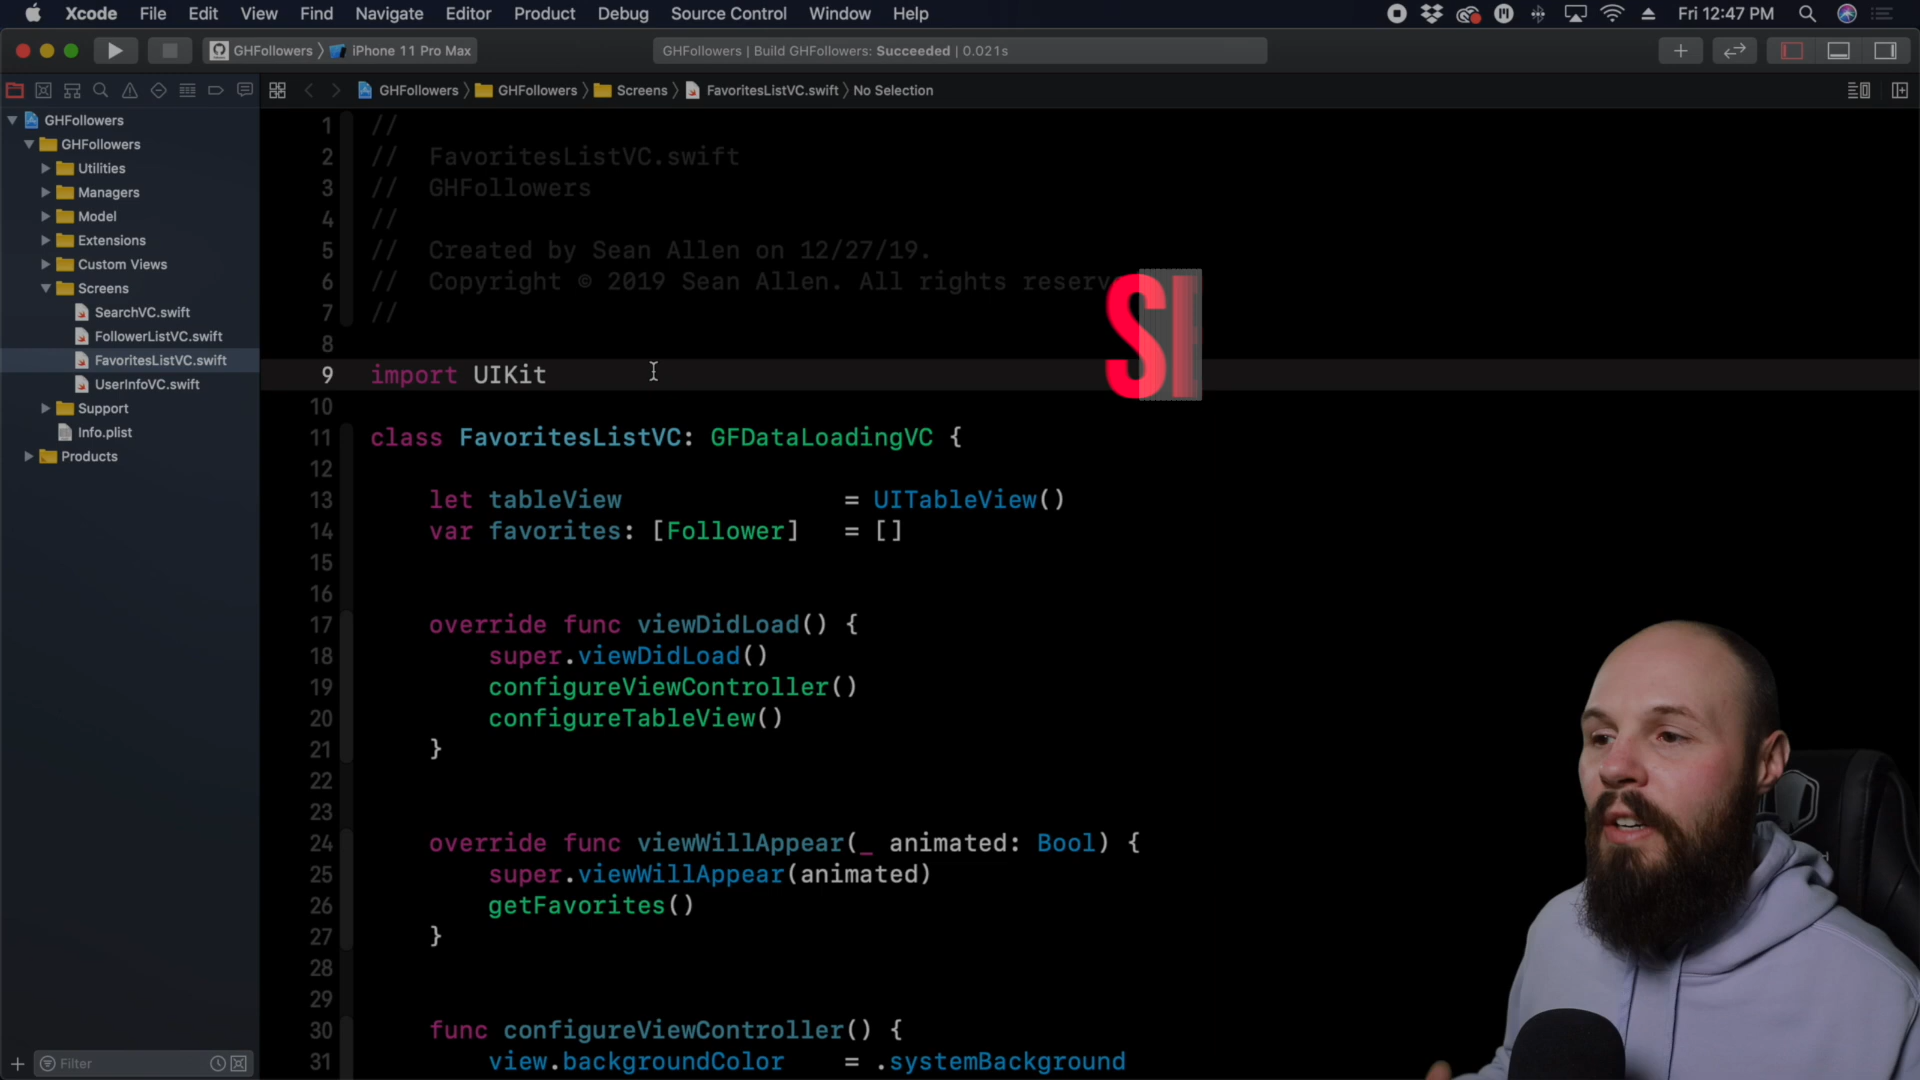 Xcode File Edit View Find Navigate Editor Product Debug Source Control Window Help Fri 12:47 PM
GHFollowers iPhone 11 Pro Max
GHFollowers | Build GHFollowers: Succeeded | 0.021s
GHFollowers GHFollowers Screens FavoritesListVC.swift No Selection
GHFollowers
GHFollowers
Utilities
Managers
Model
Extensions
Custom Views
Screens
SearchVC.swift
FollowerListVC.swift
FavoritesListVC.swift
UserInfoVC.swift
Support
Info.plist
Products
Filter
1 //
2 // FavoritesListVC.swift
3 // GHFollowers
4 //
5 // Created by Sean Allen on 12/27/19.
6 // Copyright © 2019 Sean Allen. All rights reserv
7 //
8
9 import UIKit
10
11 class FavoritesListVC: GFDataLoadingVC {
12
13 let tableView = UITableView()
14 var favorites: [Follower] = []
15
16
17 override func viewDidLoad() {
18 super.viewDidLoad()
19 configureViewController()
20 configureTableView()
21 }
22
23
24 override func viewWillAppear(_ animated: Bool) {
25 super.viewWillAppear(animated)
26 getFavorites()
27 }
28
29
30 func configureViewController() {
31 view.backgroundColor = .systemBackground